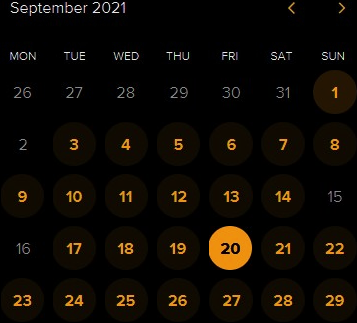 September 2021
MON TUE WED THU FRI SAT SUN
26 27 28 29 30 31 1
2 3 4 5 6 7 8
9 10 11 12 13 14 15
16 17 18 19 20 21 22
23 24 25 26 27 28 29